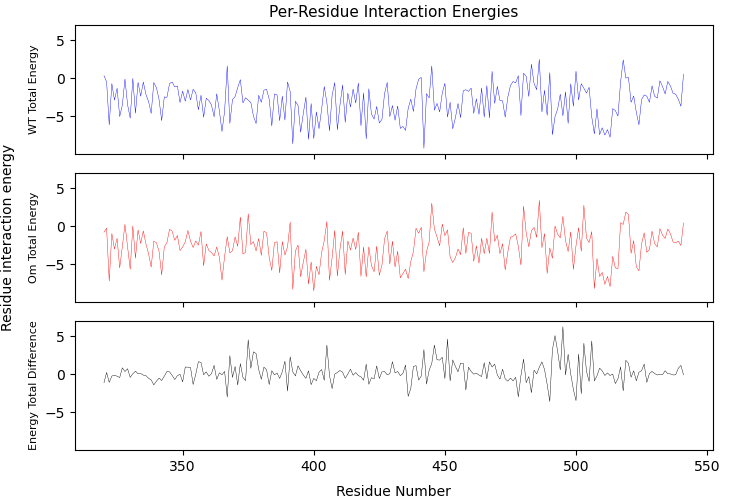 Per-Residue Interaction Energies
Residue interaction energy
WT Total Energy
5
0
−5
Om Total Energy
5
0
−5
Energy Total Difference
5
0
−5
350
400
450
500
550
Residue Number